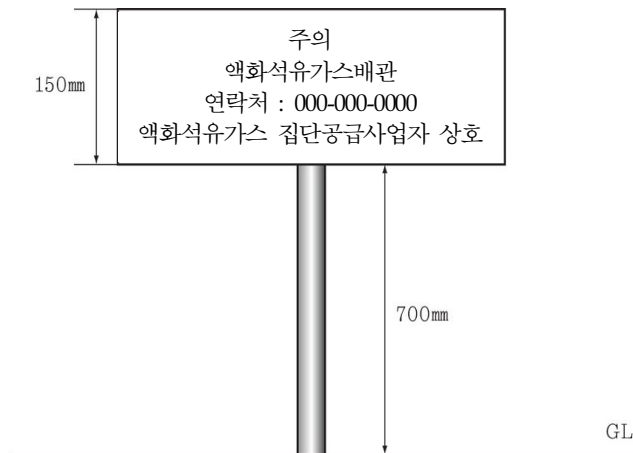 주의
액화석유가스배관
연락처 : 000-000-0000
액화석유가스 집단공급사업자 상호
150㎜
700㎜
GL